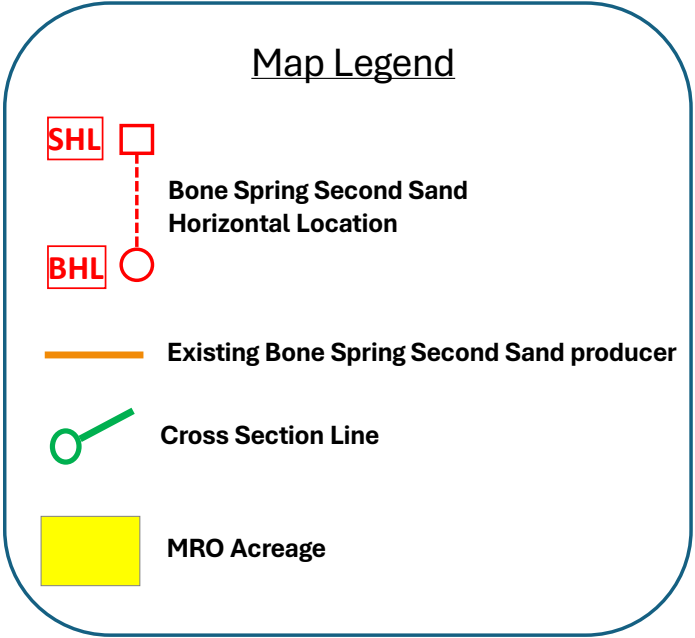 Map Legend
SHL
Bone Spring Second Sand
Horizontal Location
BHL
Existing Bone Spring Second Sand producer
Cross Section Line
MRO Acreage